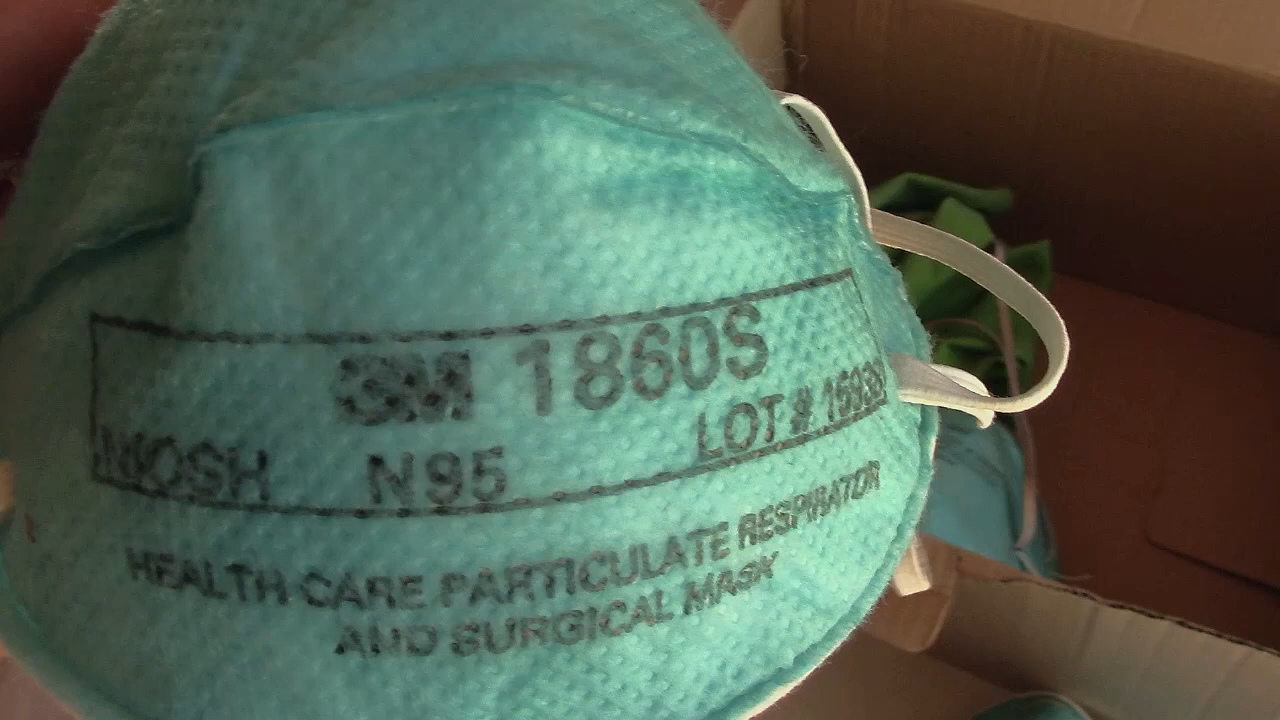 3M 1860S
NIOSH N95 LOT #
HEALTH CARE PARTICULATE RESPIRATOR
AND SURGICAL MASK